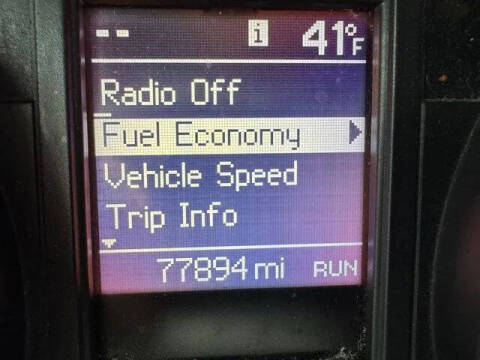 -- i 41°F
Radio Off
Fuel Economy
Vehicle Speed
Trip Info
77894 mi RUN